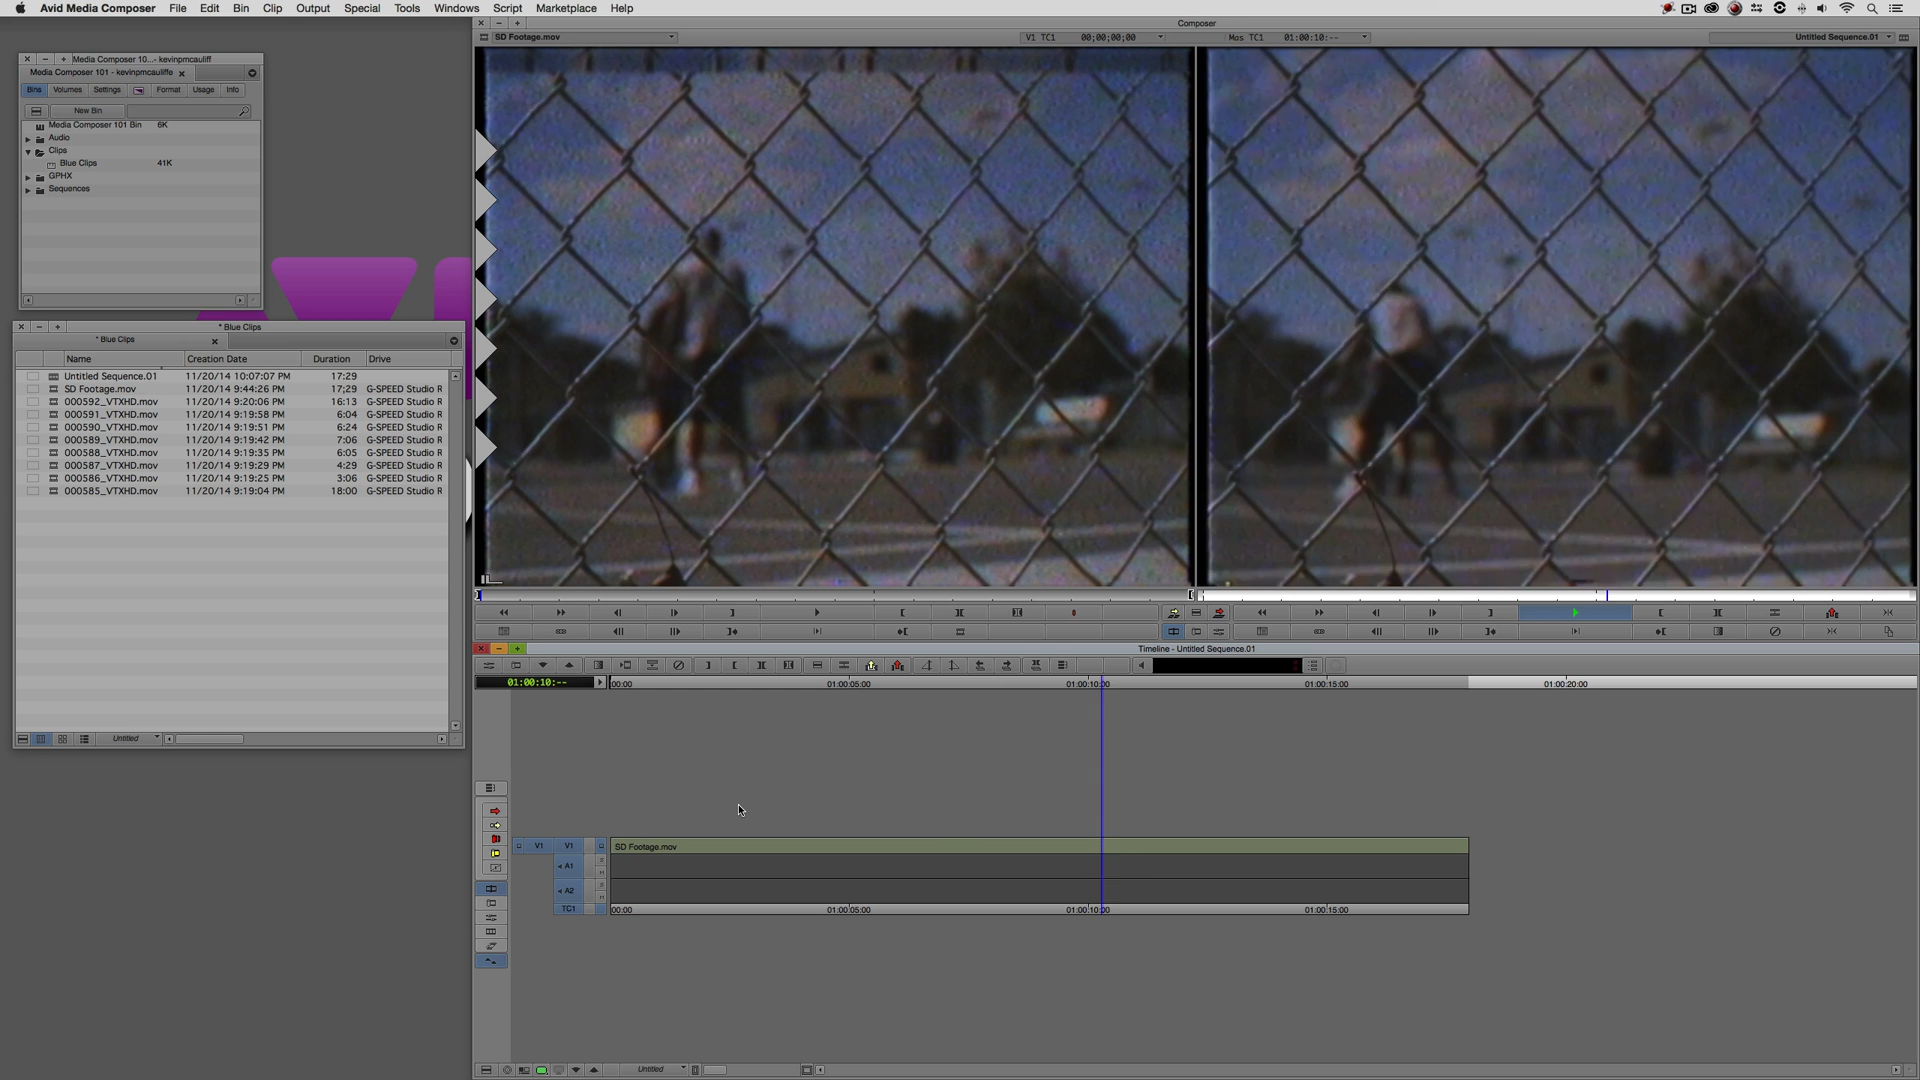 Avid Media Composer File Edit Bin Clip Output Special Tools Windows Script Marketplace Help
Composer
SD Footage.mov V1 TC1 00;00;00;00 Mas TC1 01:00:10:-- Untitled Sequence.01
Media Composer 10...- kevinpmcauliff
Media Composer 101 - kevinpmcauliffe
Bins Volumes Settings Format Usage Info
New Bin
Media Composer 101 Bin 6K
Audio
Clips
Blue Clips 41K
GPHX
Sequences
* Blue Clips
* Blue Clips
Name Creation Date Duration Drive
Untitled Sequence.01 11/20/14 10:07:07 PM 17:29
SD Footage.mov 11/20/14 9:44:26 PM 17:29 G-SPEED Studio R
000592_VTXHD.mov 11/20/14 9:20:06 PM 16:13 G-SPEED Studio R
000591_VTXHD.mov 11/20/14 9:19:58 PM 6:04 G-SPEED Studio R
000590_VTXHD.mov 11/20/14 9:19:51 PM 6:24 G-SPEED Studio R
000589_VTXHD.mov 11/20/14 9:19:42 PM 7:06 G-SPEED Studio R
000588_VTXHD.mov 11/20/14 9:19:35 PM 6:05 G-SPEED Studio R
000587_VTXHD.mov 11/20/14 9:19:29 PM 4:29 G-SPEED Studio R
000586_VTXHD.mov 11/20/14 9:19:25 PM 3:06 G-SPEED Studio R
000585_VTXHD.mov 11/20/14 9:19:04 PM 18:00 G-SPEED Studio R
Untitled
Timeline - Untitled Sequence.01
01:00:10:-- 00:00 01:00:05:00 01:00:10:00 01:00:15:00 01:00:20:00
V1 V1 SD Footage.mov
A1
A2
TC1 00:00 01:00:05:00 01:00:10:00 01:00:15:00
Untitled